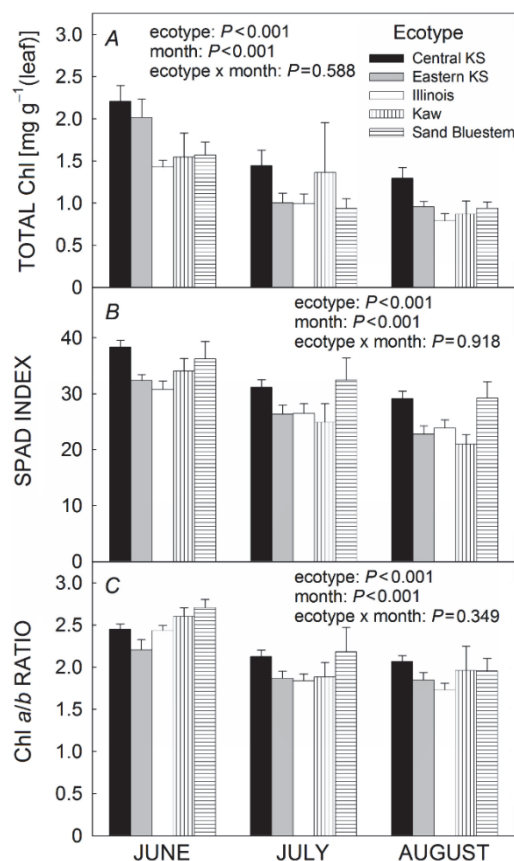 A
ecotype: P < 0.001
month: P < 0.001
ecotype x month: P = 0.588
Ecotype
Central KS
Eastern KS
Illinois
Kaw
Sand Bluestem
TOTAL Chl [mg g⁻¹(leaf)]
3.0
2.5
2.0
1.5
1.0
0.5
0
B
ecotype: P < 0.001
month: P < 0.001
ecotype x month: P = 0.918
SPAD INDEX
40
30
20
0
C
ecotype: P < 0.001
month: P < 0.001
ecotype x month: P = 0.349
Chl a/b RATIO
3.0
2.5
2.0
1.5
1.0
0.5
0
JUNE JULY AUGUST